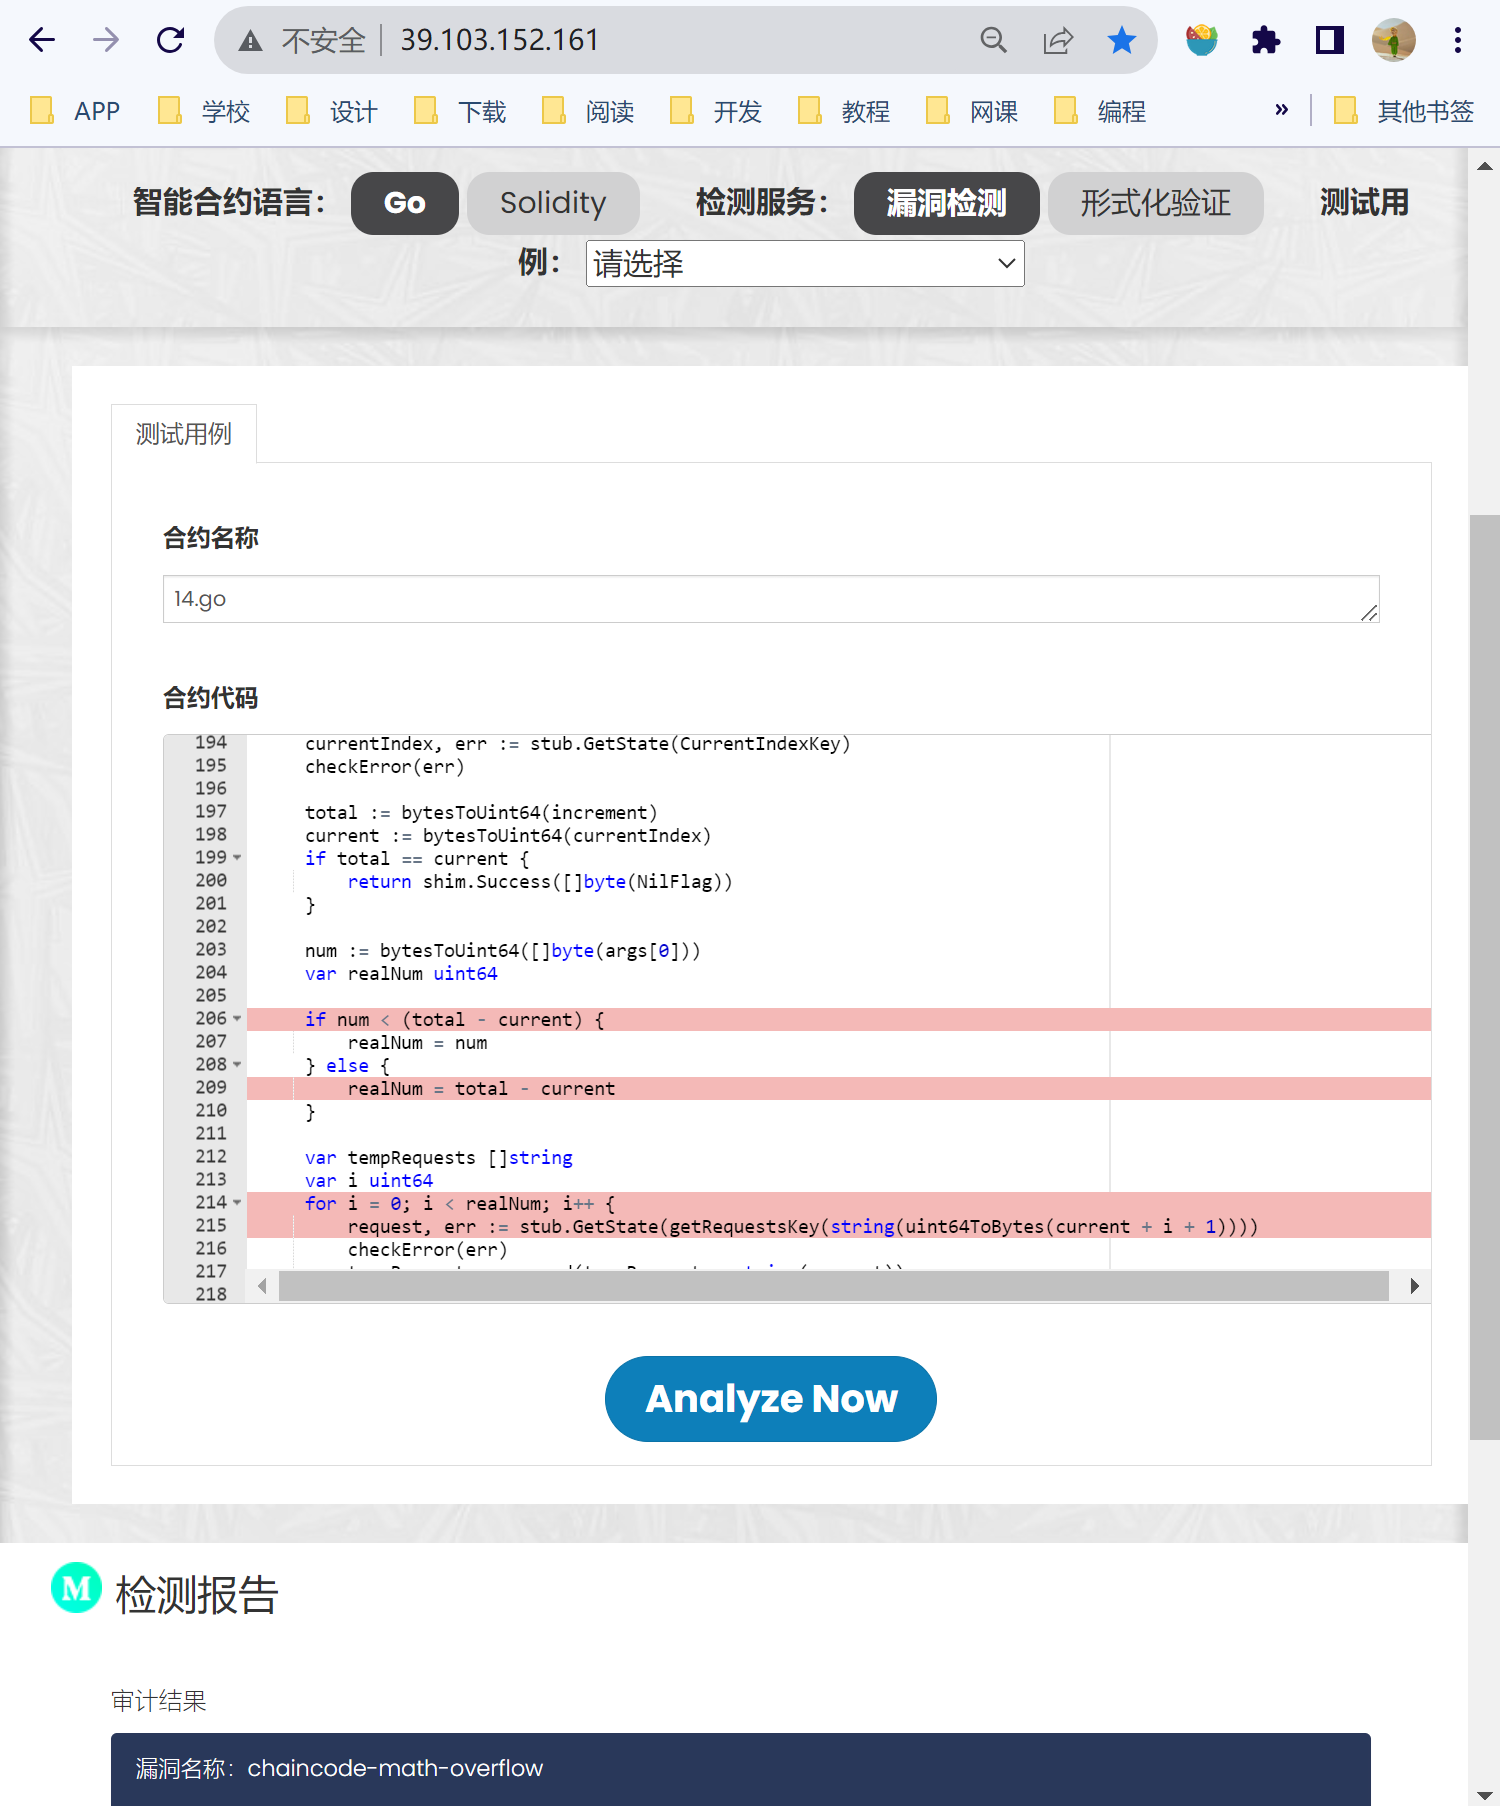 不安全 39.103.152.161
APP 学校 设计 下载 阅读 开发 教程 网课 编程 » 其他书签
智能合约语言： Go Solidity 检测服务： 漏洞检测 形式化验证 测试用
例： 请选择
测试用例
合约名称
14.go
合约代码
194 currentIndex, err := stub.GetState(CurrentIndexKey)
195 checkError(err)
196
197 total := bytesToUint64(increment)
198 current := bytesToUint64(currentIndex)
199 if total == current {
200 return shim.Success([]byte(NilFlag))
201 }
202
203 num := bytesToUint64([]byte(args[0]))
204 var realNum uint64
205
206 if num < (total - current) {
207 realNum = num
208 } else {
209 realNum = total - current
210 }
211
212 var tempRequests []string
213 var i uint64
214 for i = 0; i < realNum; i++ {
215 request, err := stub.GetState(getRequestsKey(string(uint64ToBytes(current + i + 1))))
216 checkError(err)
217
218
Analyze Now
M 检测报告
审计结果
漏洞名称：chaincode-math-overflow